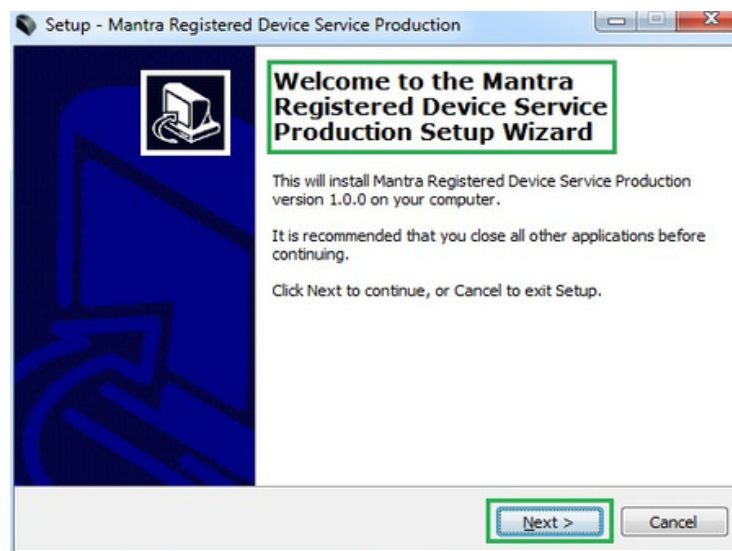 Setup - Mantra Registered Device Service Production
Welcome to the Mantra
Registered Device Service
Production Setup Wizard
This will install Mantra Registered Device Service Production
version 1.0.0 on your computer.
It is recommended that you close all other applications before
continuing.
Click Next to continue, or Cancel to exit Setup.
Next >
Cancel